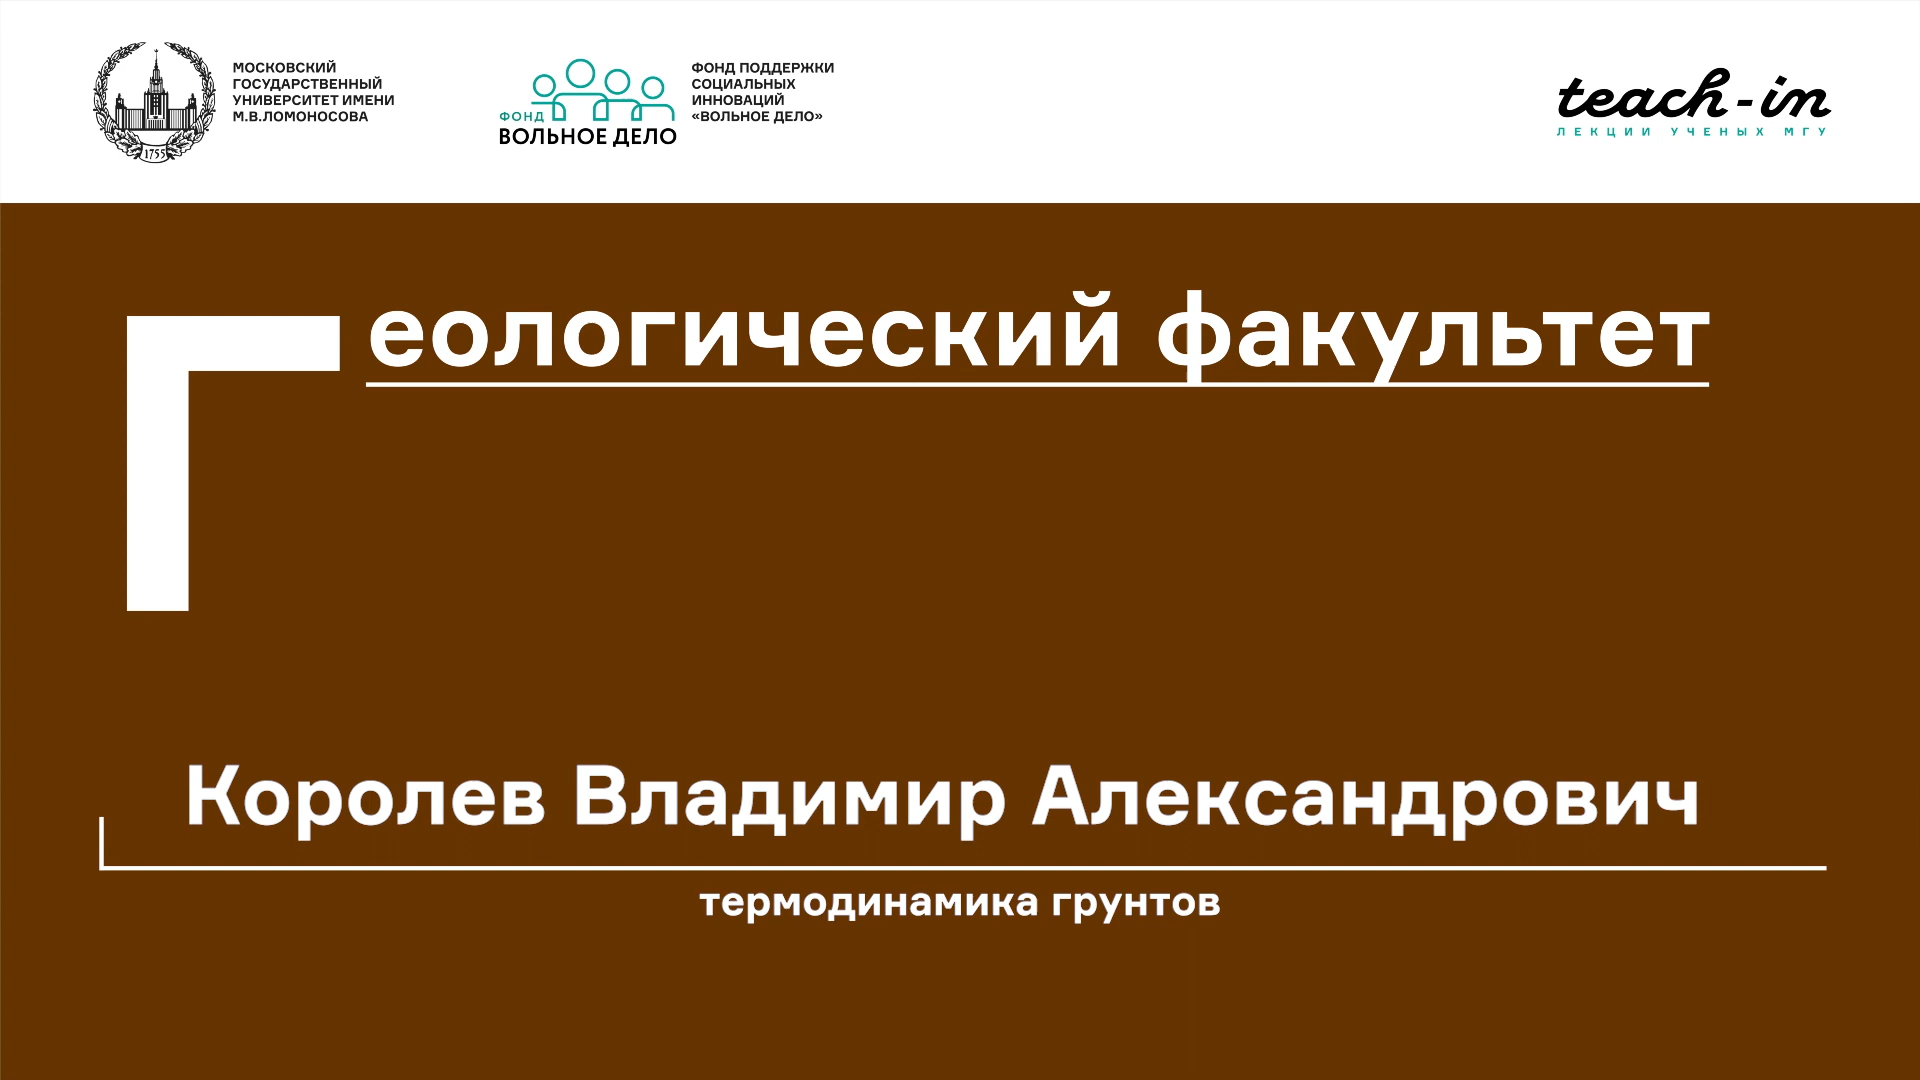 МОСКОВСКИЙ
ГОСУДАРСТВЕННЫЙ
УНИВЕРСИТЕТ ИМЕНИ
М.В.ЛОМОНОСОВА
1755
ФОНД
ВОЛЬНОЕ ДЕЛО
ФОНД ПОДДЕРЖКИ
СОЦИАЛЬНЫХ
ИННОВАЦИЙ
«ВОЛЬНОЕ ДЕЛО»
teach-in
ЛЕКЦИИ УЧЕНЫХ МГУ
Геологический факультет
Королев Владимир Александрович
термодинамика грунтов